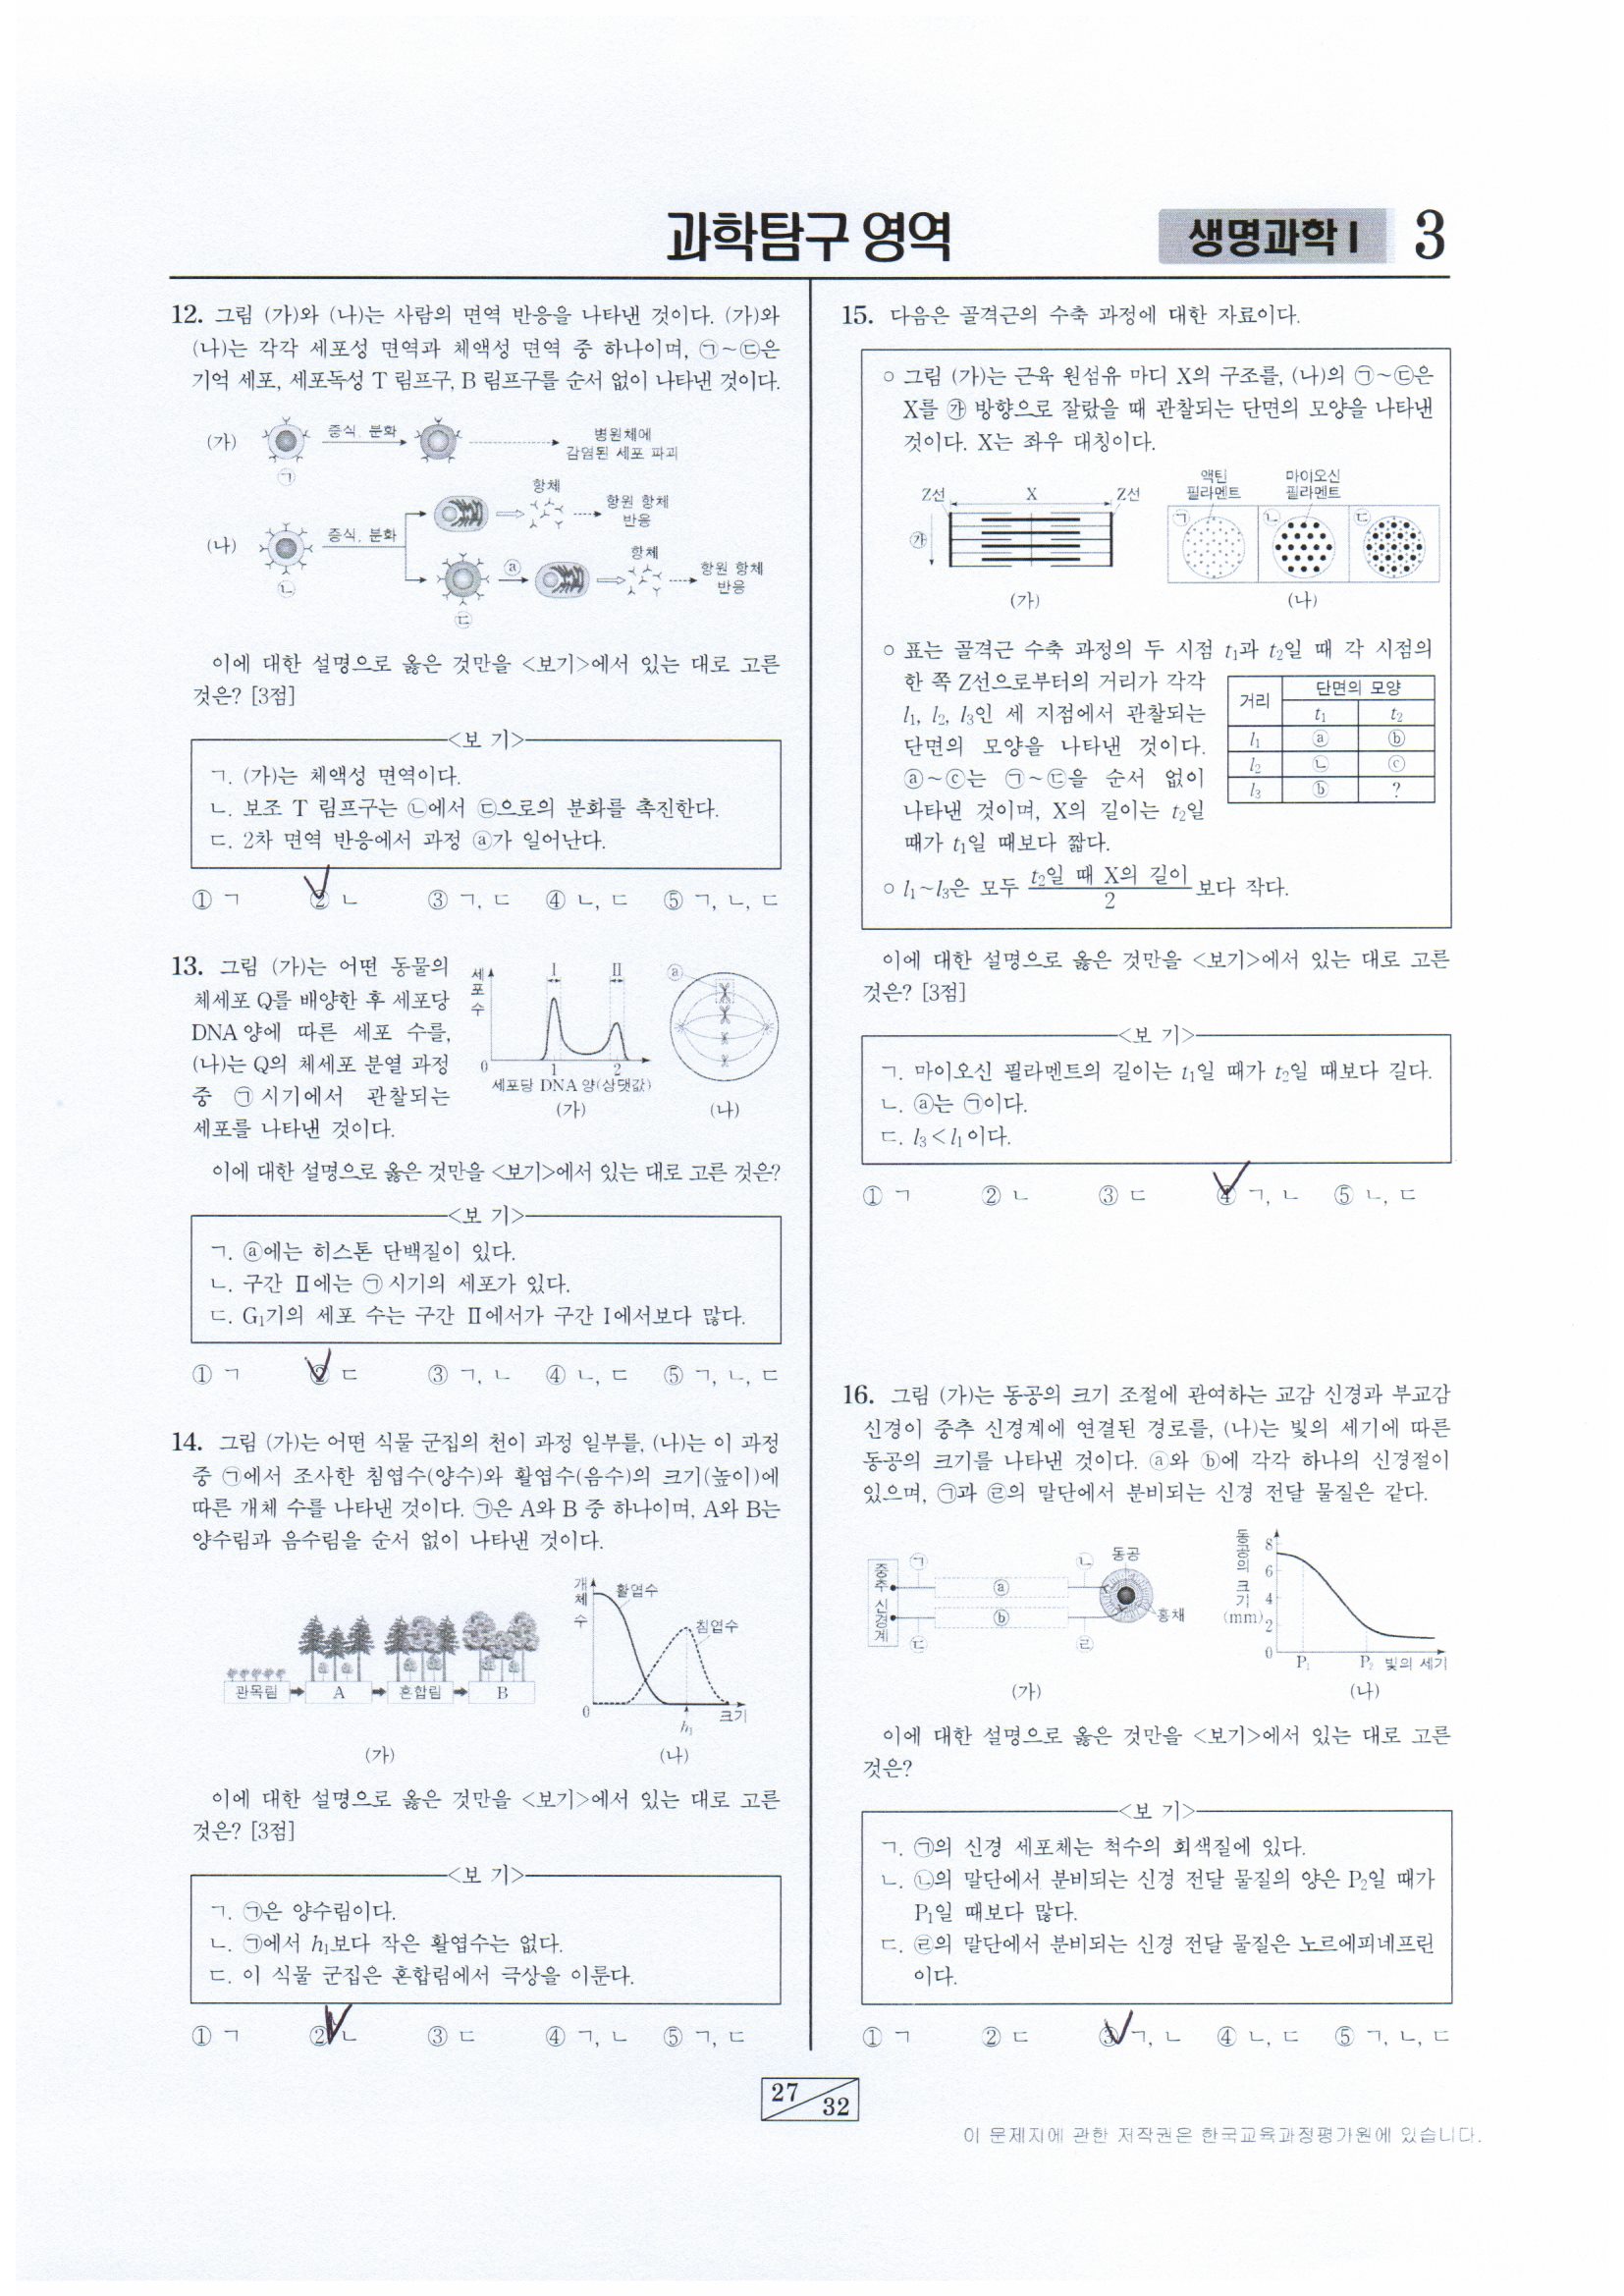 과학탐구 영역
생명과학 I
3
12. 그림 (가)와 (나)는 사람의 면역 반응을 나타낸 것이다. (가)와
(나)는 각각 세포성 면역과 체액성 면역 중 하나이며, ㉠~㉢은
기억 세포, 세포독성 T 림프구, B 림프구를 순서 없이 나타낸 것이다.
(가)
증식, 분화
병원체에
감염된 세포 파괴
㉠
항체
항원 항체
반응
(나)
증식, 분화
ⓐ
항체
항원 항체
반응
㉡
㉢
이에 대한 설명으로 옳은 것만을 <보기>에서 있는 대로 고른
것은? [3점]
<보 기>
ㄱ. (가)는 체액성 면역이다.
ㄴ. 보조 T 림프구는 ㉡에서 ㉢으로의 분화를 촉진한다.
ㄷ. 2차 면역 반응에서 과정 ⓐ가 일어난다.
① ㄱ ② ㄴ ③ ㄱ, ㄷ ④ ㄴ, ㄷ ⑤ ㄱ, ㄴ, ㄷ
13. 그림 (가)는 어떤 동물의
체세포 Q를 배양한 후 세포당
DNA 양에 따른 세포 수를,
(나)는 Q의 체세포 분열 과정
중 ㉠ 시기에서 관찰되는
세포를 나타낸 것이다.
세포 수
I
II
0
1
2
세포당 DNA 양(상댓값)
(가)
ⓐ
(나)
이에 대한 설명으로 옳은 것만을 <보기>에서 있는 대로 고른 것은?
<보 기>
ㄱ. ⓐ에는 히스톤 단백질이 있다.
ㄴ. 구간 II에는 ㉠ 시기의 세포가 있다.
ㄷ. G₁기의 세포 수는 구간 II에서가 구간 I에서보다 많다.
① ㄱ ② ㄷ ③ ㄱ, ㄴ ④ ㄴ, ㄷ ⑤ ㄱ, ㄴ, ㄷ
14. 그림 (가)는 어떤 식물 군집의 천이 과정 일부를, (나)는 이 과정
중 ㉠에서 조사한 침엽수(양수)와 활엽수(음수)의 크기(높이)에
따른 개체 수를 나타낸 것이다. ㉠은 A와 B 중 하나이며, A와 B는
양수림과 음수림을 순서 없이 나타낸 것이다.
관목림
A
혼합림
B
(가)
개체 수
활엽수
침엽수
0
h₁
크기
(나)
이에 대한 설명으로 옳은 것만을 <보기>에서 있는 대로 고른
것은? [3점]
<보 기>
ㄱ. ㉠은 양수림이다.
ㄴ. ㉠에서 h₁보다 작은 활엽수는 없다.
ㄷ. 이 식물 군집은 혼합림에서 극상을 이룬다.
① ㄱ ② ㄴ ③ ㄷ ④ ㄱ, ㄴ ⑤ ㄱ, ㄷ
15. 다음은 골격근의 수축 과정에 대한 자료이다.
○ 그림 (가)는 근육 원섬유 마디 X의 구조를, (나)의 ㉠~㉢은
X를 ㉮ 방향으로 잘랐을 때 관찰되는 단면의 모양을 나타낸
것이다. X는 좌우 대칭이다.
Z선
X
Z선
㉮
(가)
액틴
필라멘트
마이오신
필라멘트
㉠
㉡
㉢
(나)
○ 표는 골격근 수축 과정의 두 시점 t₁과 t₂일 때 각 시점의
한 쪽 Z선으로부터의 거리가 각각
l₁, l₂, l₃인 세 지점에서 관찰되는
단면의 모양을 나타낸 것이다.
ⓐ~ⓒ는 ㉠~㉢을 순서 없이
나타낸 것이며, X의 길이는 t₂일
때가 t₁일 때보다 짧다.
거리 단면의 모양
t₁ t₂
l₁ ⓐ ⓑ
l₂ ㉡ ⓒ
l₃ ⓑ ?
○ l₁~l₃은 모두 t₂일 때 X의 길이/2 보다 작다.
이에 대한 설명으로 옳은 것만을 <보기>에서 있는 대로 고른
것은? [3점]
<보 기>
ㄱ. 마이오신 필라멘트의 길이는 t₁일 때가 t₂일 때보다 길다.
ㄴ. ⓐ는 ㉠이다.
ㄷ. l₃<l₁이다.
① ㄱ ② ㄴ ③ ㄷ ④ ㄱ, ㄴ ⑤ ㄴ, ㄷ
16. 그림 (가)는 동공의 크기 조절에 관여하는 교감 신경과 부교감
신경이 중추 신경계에 연결된 경로를, (나)는 빛의 세기에 따른
동공의 크기를 나타낸 것이다. ⓐ와 ⓑ에 각각 하나의 신경절이
있으며, ㉠과 ㉣의 말단에서 분비되는 신경 전달 물질은 같다.
중추 신경계
㉠
㉡
동공
ⓐ
ⓑ
홍채
㉢
㉣
(가)
동공의 크기 (mm)
8
6
4
2
0
P₁
P₂
빛의 세기
(나)
이에 대한 설명으로 옳은 것만을 <보기>에서 있는 대로 고른
것은?
<보 기>
ㄱ. ㉠의 신경 세포체는 척수의 회색질에 있다.
ㄴ. ㉡의 말단에서 분비되는 신경 전달 물질의 양은 P₂일 때가
P₁일 때보다 많다.
ㄷ. ㉣의 말단에서 분비되는 신경 전달 물질은 노르에피네프린
이다.
① ㄱ ② ㄷ ③ ㄱ, ㄴ ④ ㄴ, ㄷ ⑤ ㄱ, ㄴ, ㄷ
27
32
이 문제지에 관한 저작권은 한국교육과정평가원에 있습니다.